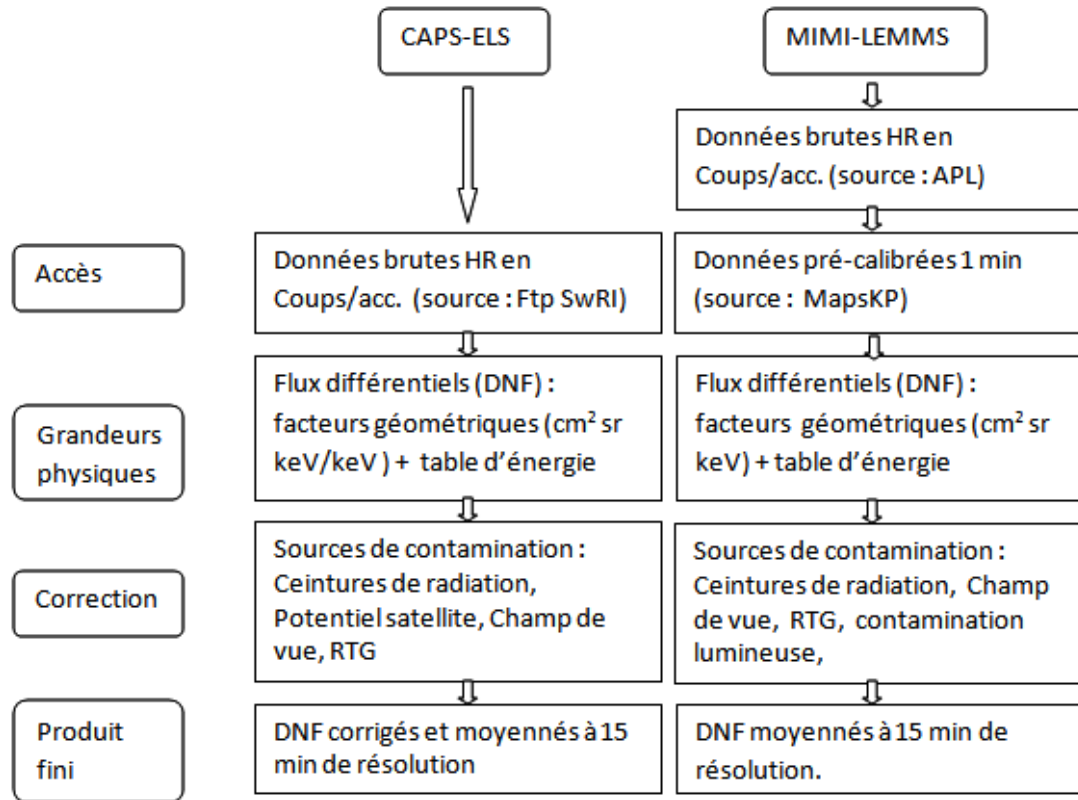 CAPS-ELS
MIMI-LEMMS
Données brutes HR en
Coups/acc. (source : APL)
Accès
Données brutes HR en
Coups/acc. (source : Ftp SwRI)
Données pré-calibrées 1 min
(source : MapsKP)
Grandeurs
physiques
Flux différentiels (DNF) :
facteurs géométriques (cm² sr
keV/keV ) + table d'énergie
Flux différentiels (DNF) :
facteurs géométriques (cm² sr
keV) + table d'énergie
Correction
Sources de contamination :
Ceintures de radiation,
Potentiel satellite, Champ de
vue, RTG
Sources de contamination :
Ceintures de radiation, Champ
de vue, RTG, contamination
lumineuse,
Produit
fini
DNF corrigés et moyennés à 15
min de résolution
DNF moyennés à 15 min de
résolution.